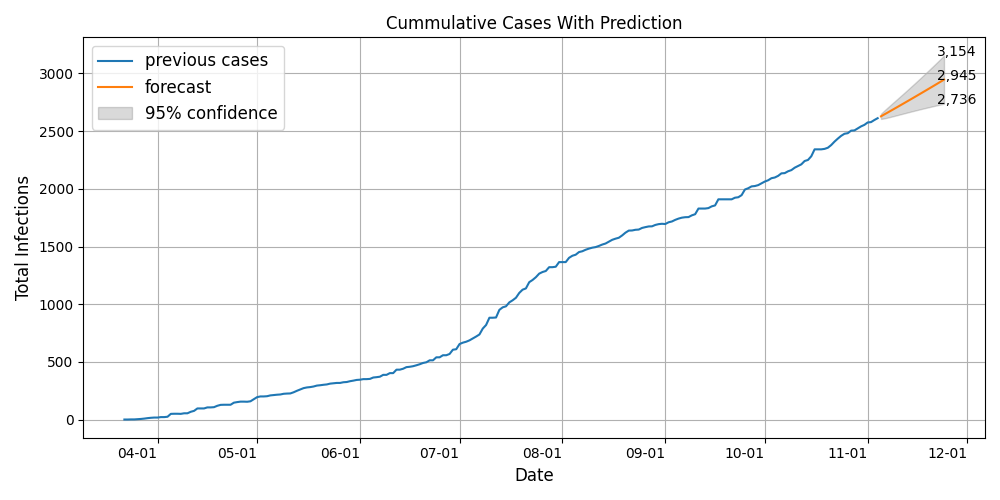 Cummulative Cases With Prediction
previous cases
forecast
95% confidence
3,154
2,945
2,736
Total Infections
3000
2500
2000
1500
1000
500
0
04-01 05-01 06-01 07-01 08-01 09-01 10-01 11-01 12-01
Date